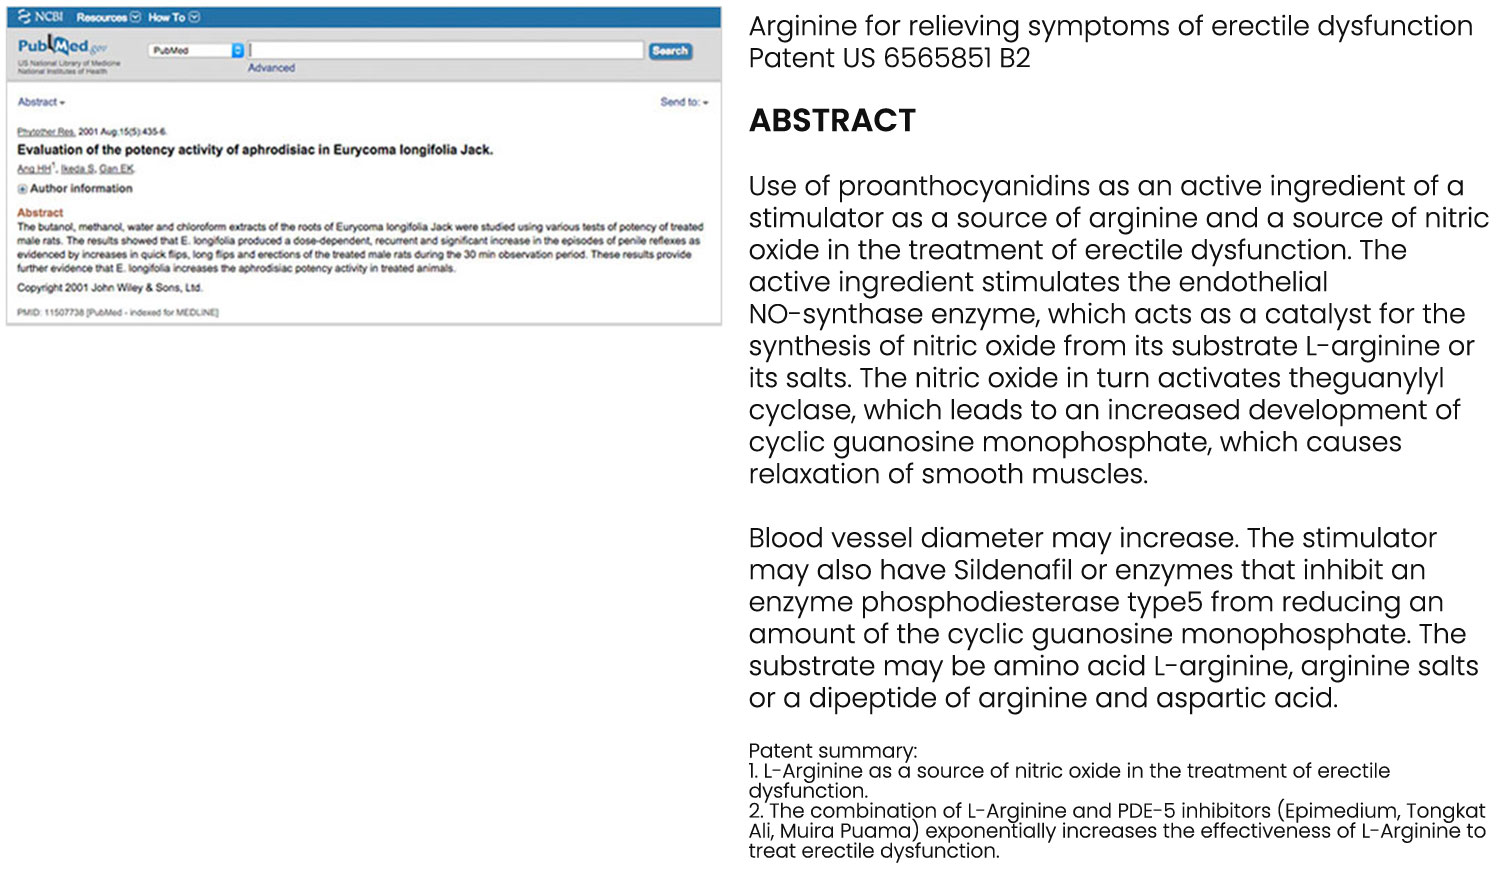 NCBI Resources How To
PubMed.gov
US National Library of Medicine
National Institutes of Health
PubMed
Search
Advanced
Abstract
Send to:
Phytother Res. 2001 Aug;15(5):435-6.
Evaluation of the potency activity of aphrodisiac in Eurycoma longifolia Jack.
Ang HH1, Ikeda S, Gan EK.
Author information
Abstract
The butanol, methanol, water and chloroform extracts of the roots of Eurycoma longifolia Jack were studied using various tests of potency of treated
male rats. The results showed that E. longifolia produced a dose-dependent, recurrent and significant increase in the episodes of penile reflexes as
evidenced by increases in quick flips, long flips and erections of the treated male rats during the 30 min observation period. These results provide
further evidence that E. longifolia increases the aphrodisiac potency activity in treated animals.
Copyright 2001 John Wiley & Sons, Ltd.
PMID: 11507738 [PubMed - indexed for MEDLINE]
Arginine for relieving symptoms of erectile dysfunction
Patent US 6565851 B2
ABSTRACT
Use of proanthocyanidins as an active ingredient of a
stimulator as a source of arginine and a source of nitric
oxide in the treatment of erectile dysfunction. The
active ingredient stimulates the endothelial
NO-synthase enzyme, which acts as a catalyst for the
synthesis of nitric oxide from its substrate L-arginine or
its salts. The nitric oxide in turn activates theguanylyl
cyclase, which leads to an increased development of
cyclic guanosine monophosphate, which causes
relaxation of smooth muscles.
Blood vessel diameter may increase. The stimulator
may also have Sildenafil or enzymes that inhibit an
enzyme phosphodiesterase type5 from reducing an
amount of the cyclic guanosine monophosphate. The
substrate may be amino acid L-arginine, arginine salts
or a dipeptide of arginine and aspartic acid.
Patent summary:
1. L-Arginine as a source of nitric oxide in the treatment of erectile
dysfunction.
2. The combination of L-Arginine and PDE-5 inhibitors (Epimedium, Tongkat
Ali, Muira Puama) exponentially increases the effectiveness of L-Arginine to
treat erectile dysfunction.